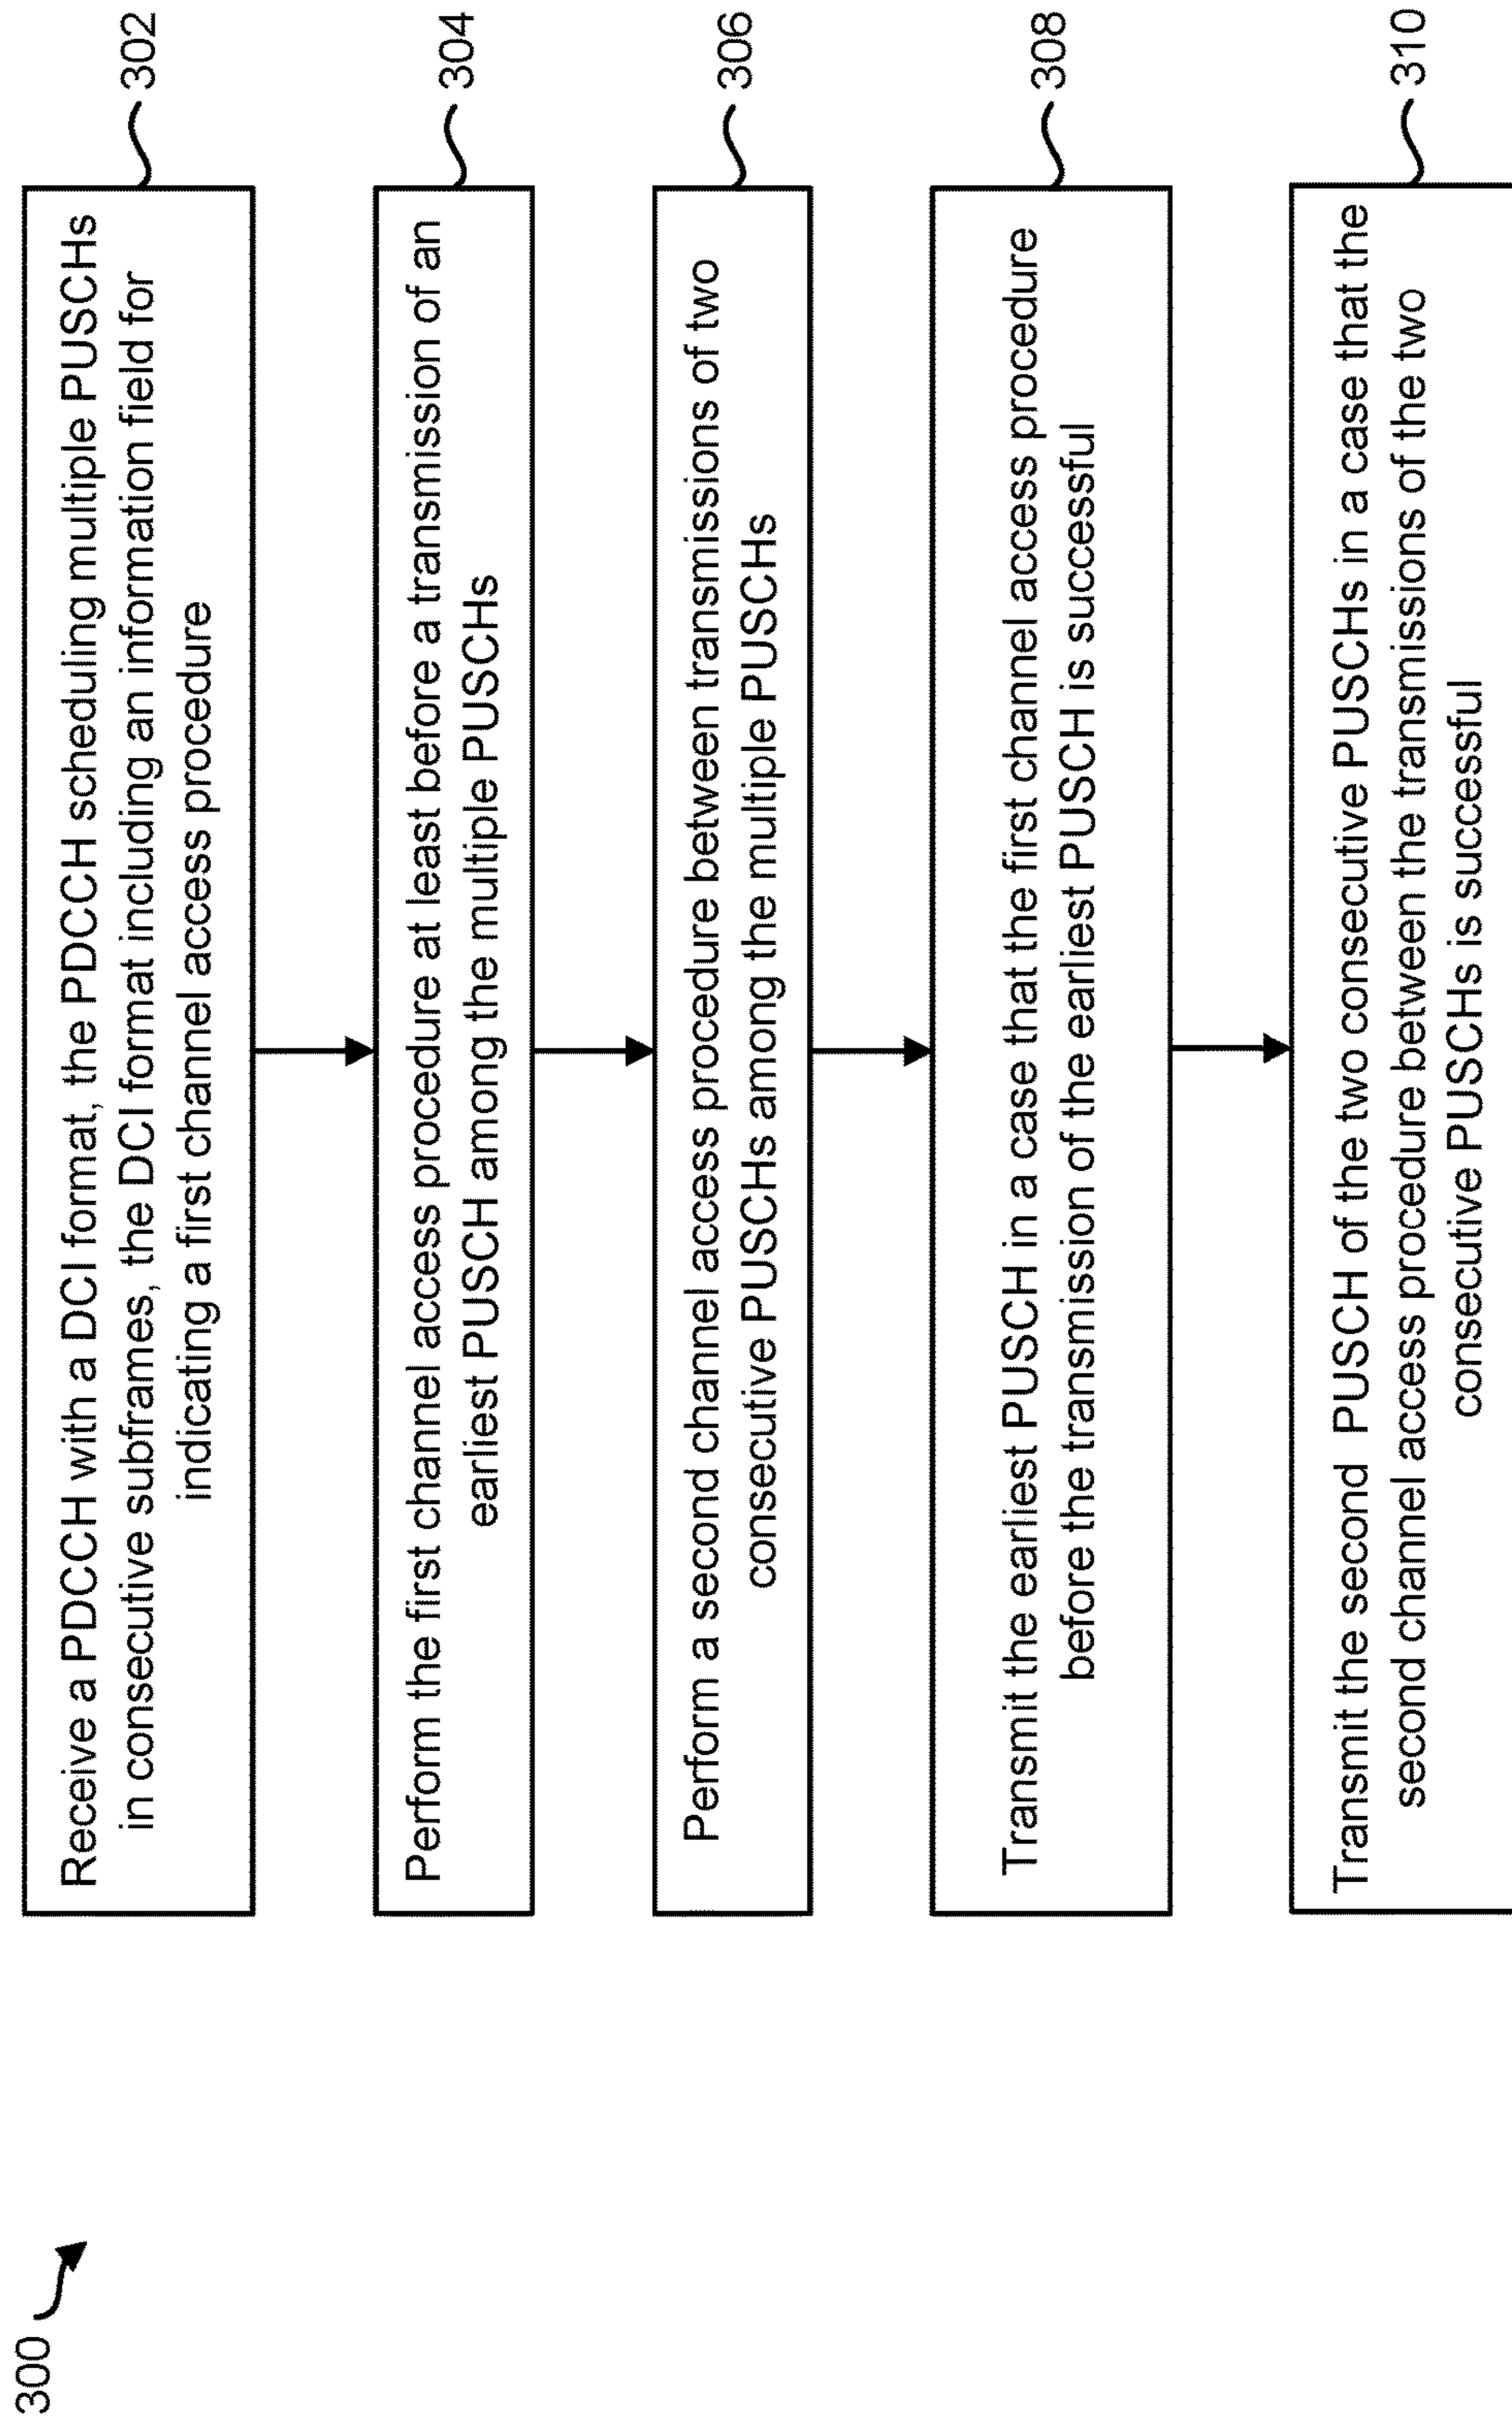 300
Receive a PDCCH with a DCI format, the PDCCH scheduling multiple PUSCHs
in consecutive subframes, the DCI format including an information field for
indicating a first channel access procedure
302
Perform the first channel access procedure at least before a transmission of an
earliest PUSCH among the multiple PUSCHs
304
Perform a second channel access procedure between transmissions of two
consecutive PUSCHs among the multiple PUSCHs
306
Transmit the earliest PUSCH in a case that the first channel access procedure
before the transmission of the earliest PUSCH is successful
308
Transmit the second PUSCH of the two consecutive PUSCHs in a case that the
second channel access procedure between the transmissions of the two
consecutive PUSCHs is successful
310